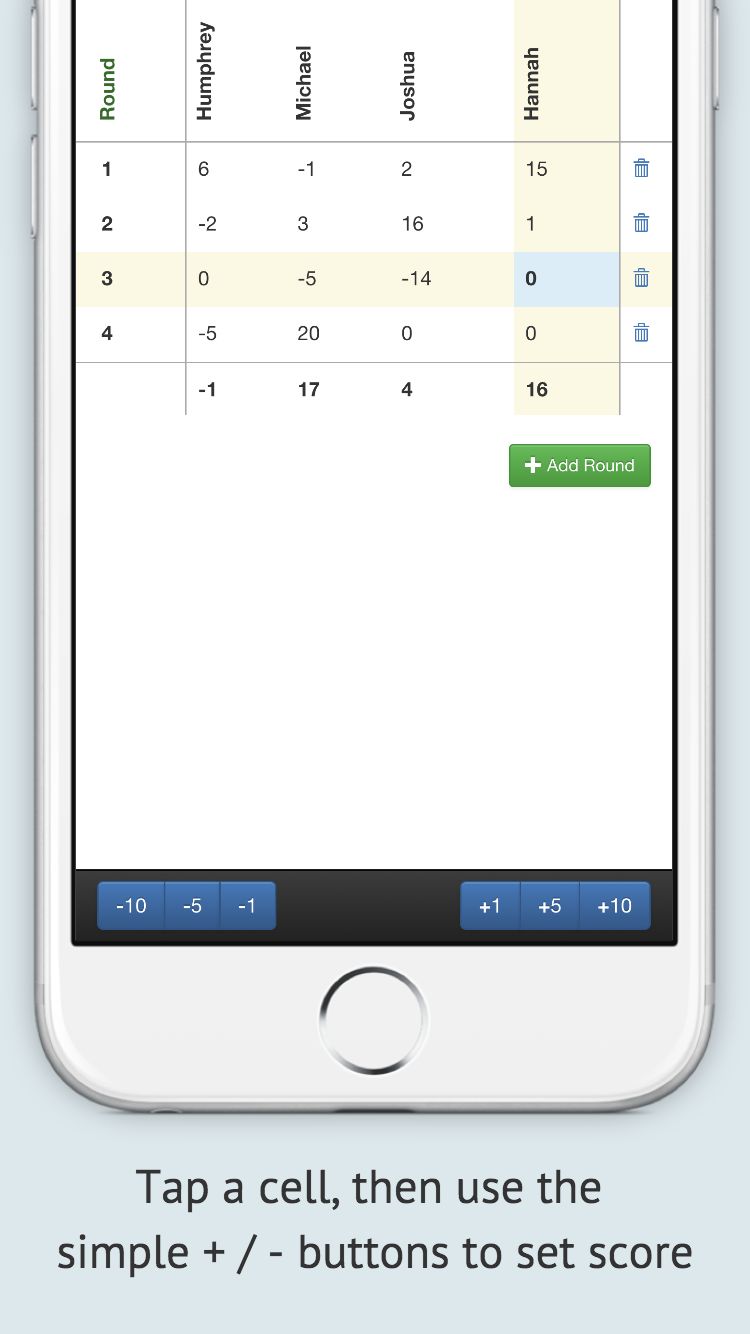 Round Humphrey Michael Joshua Hannah
1 6 -1 2 15
2 -2 3 16 1
3 0 -5 -14 0
4 -5 20 0 0
-1 17 4 16
+ Add Round
-10 -5 -1 +1 +5 +10
Tap a cell, then use the
simple + / - buttons to set score